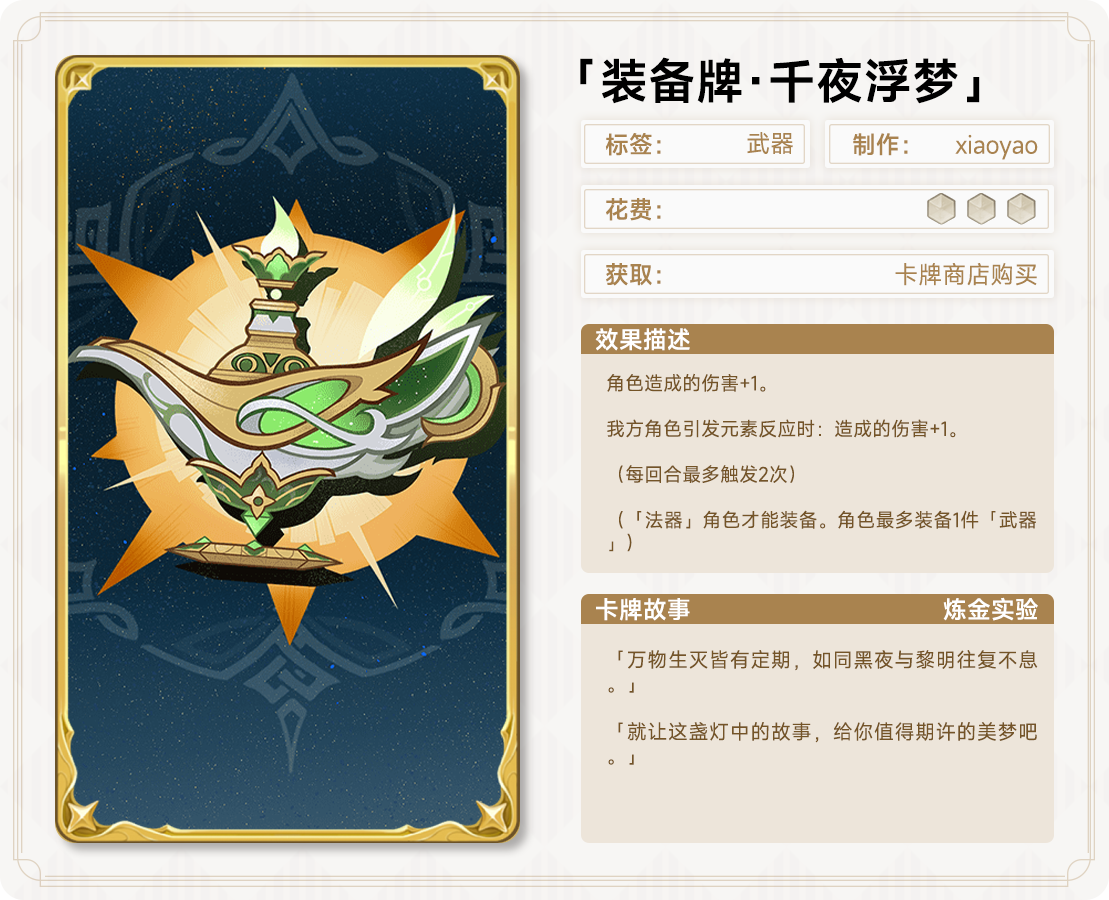 「装备牌·千夜浮梦」
标签： 武器
制作： xiaoyao
花费：
获取： 卡牌商店购买
效果描述
角色造成的伤害+1。
我方角色引发元素反应时：造成的伤害+1。
（每回合最多触发2次）
（「法器」角色才能装备。角色最多装备1件「武器
」）
卡牌故事 炼金实验
「万物生灭皆有定期，如同黑夜与黎明往复不息
。」
「就让这盏灯中的故事，给你值得期许的美梦吧
。」